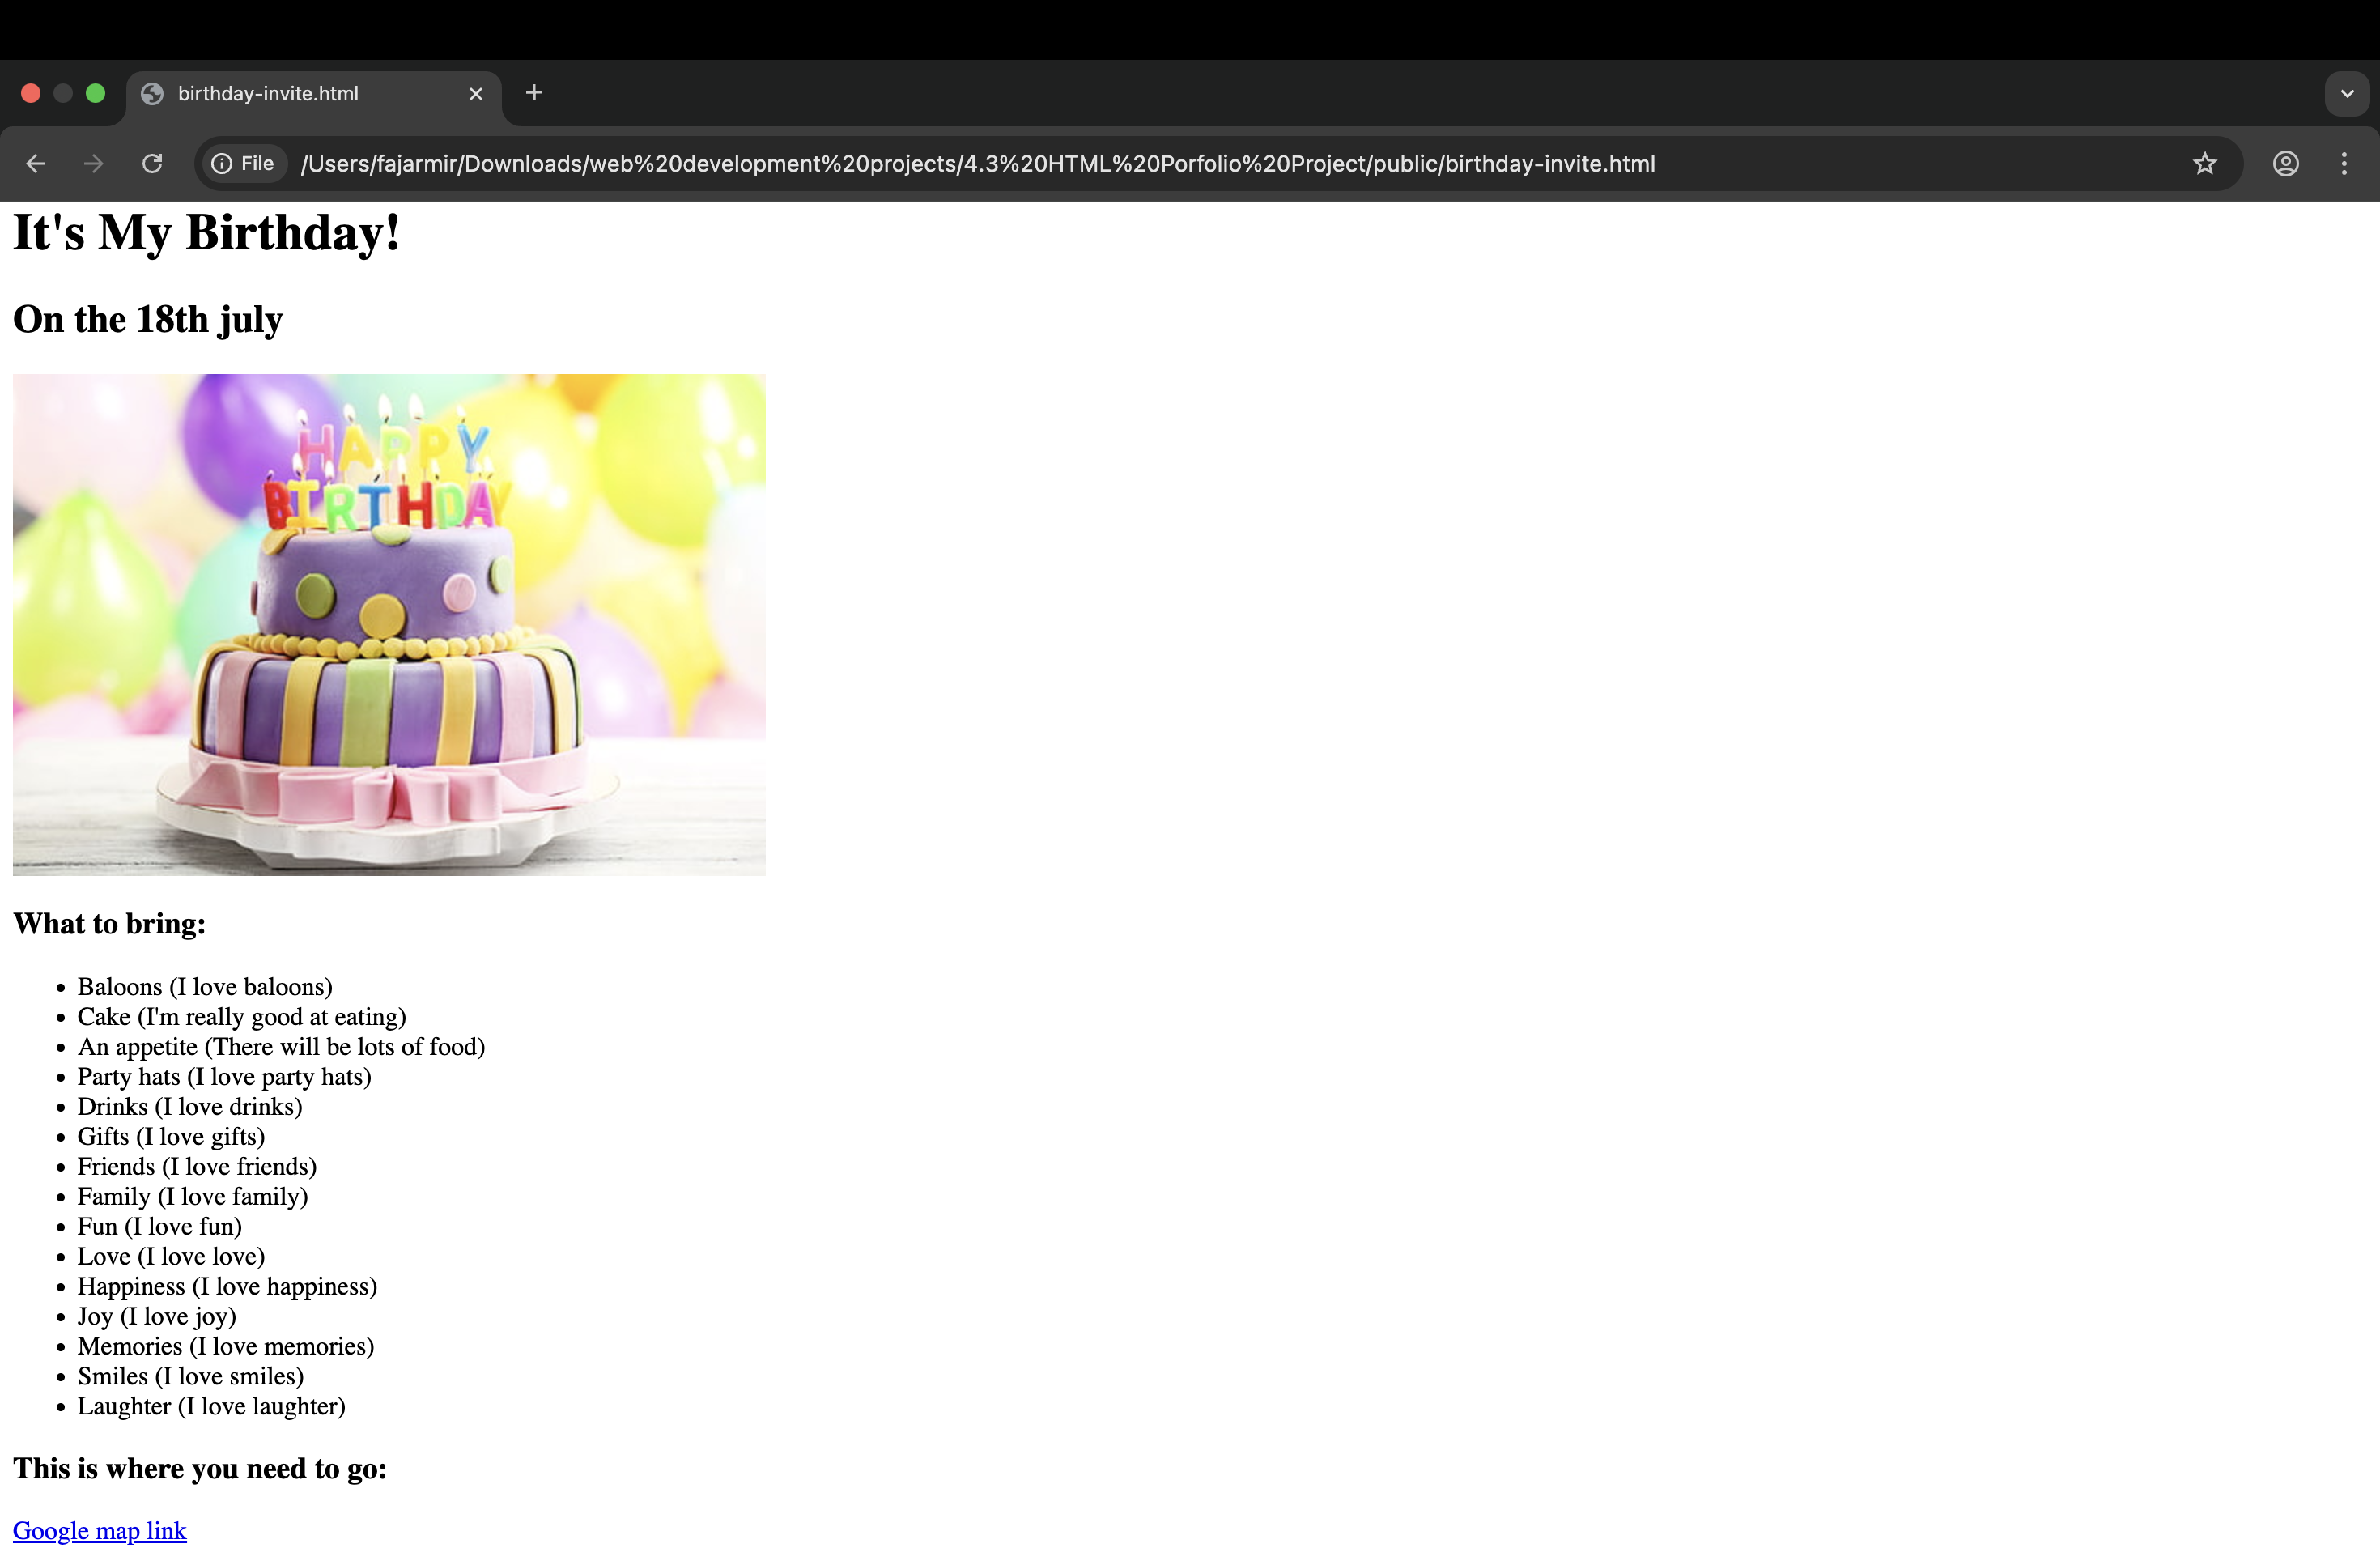 birthday-invite.html
File /Users/fajarmir/Downloads/web%20development%20projects/4.3%20HTML%20Porfolio%20Project/public/birthday-invite.html
It's My Birthday!
On the 18th july
HAPPY
BIRTHDAY
What to bring:
Baloons (I love baloons)
Cake (I'm really good at eating)
An appetite (There will be lots of food)
Party hats (I love party hats)
Drinks (I love drinks)
Gifts (I love gifts)
Friends (I love friends)
Family (I love family)
Fun (I love fun)
Love (I love love)
Happiness (I love happiness)
Joy (I love joy)
Memories (I love memories)
Smiles (I love smiles)
Laughter (I love laughter)
This is where you need to go:
Google map link